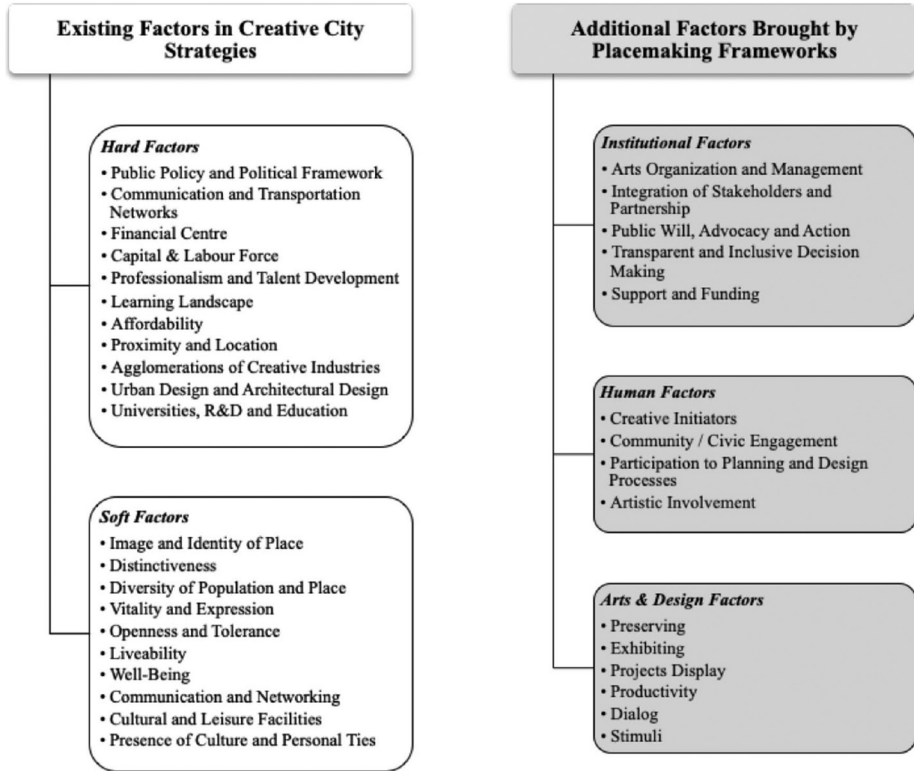 Existing Factors in Creative City
Strategies
Hard Factors
• Public Policy and Political Framework
• Communication and Transportation
Networks
• Financial Centre
• Capital & Labour Force
• Professionalism and Talent Development
• Learning Landscape
• Affordability
• Proximity and Location
• Agglomerations of Creative Industries
• Urban Design and Architectural Design
• Universities, R&D and Education
Soft Factors
• Image and Identity of Place
• Distinctiveness
• Diversity of Population and Place
• Vitality and Expression
• Openness and Tolerance
• Liveability
• Well-Being
• Communication and Networking
• Cultural and Leisure Facilities
• Presence of Culture and Personal Ties
Additional Factors Brought by
Placemaking Frameworks
Institutional Factors
• Arts Organization and Management
• Integration of Stakeholders and
Partnership
• Public Will, Advocacy and Action
• Transparent and Inclusive Decision
Making
• Support and Funding
Human Factors
• Creative Initiators
• Community / Civic Engagement
• Participation to Planning and Design
Processes
• Artistic Involvement
Arts & Design Factors
• Preserving
• Exhibiting
• Projects Display
• Productivity
• Dialog
• Stimuli